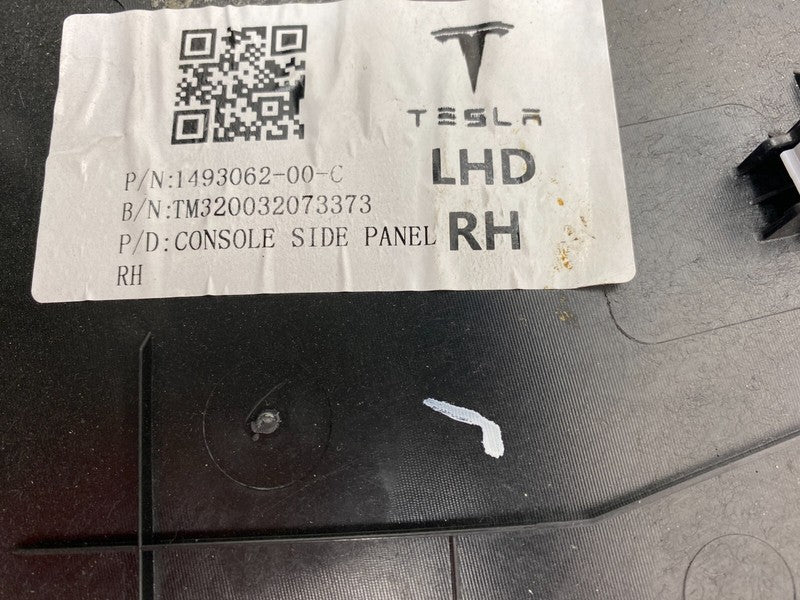 TESLA
LHD
RH
P/N:1493062-00-C
B/N:TM320032073373
P/D:CONSOLE SIDE PANEL
RH